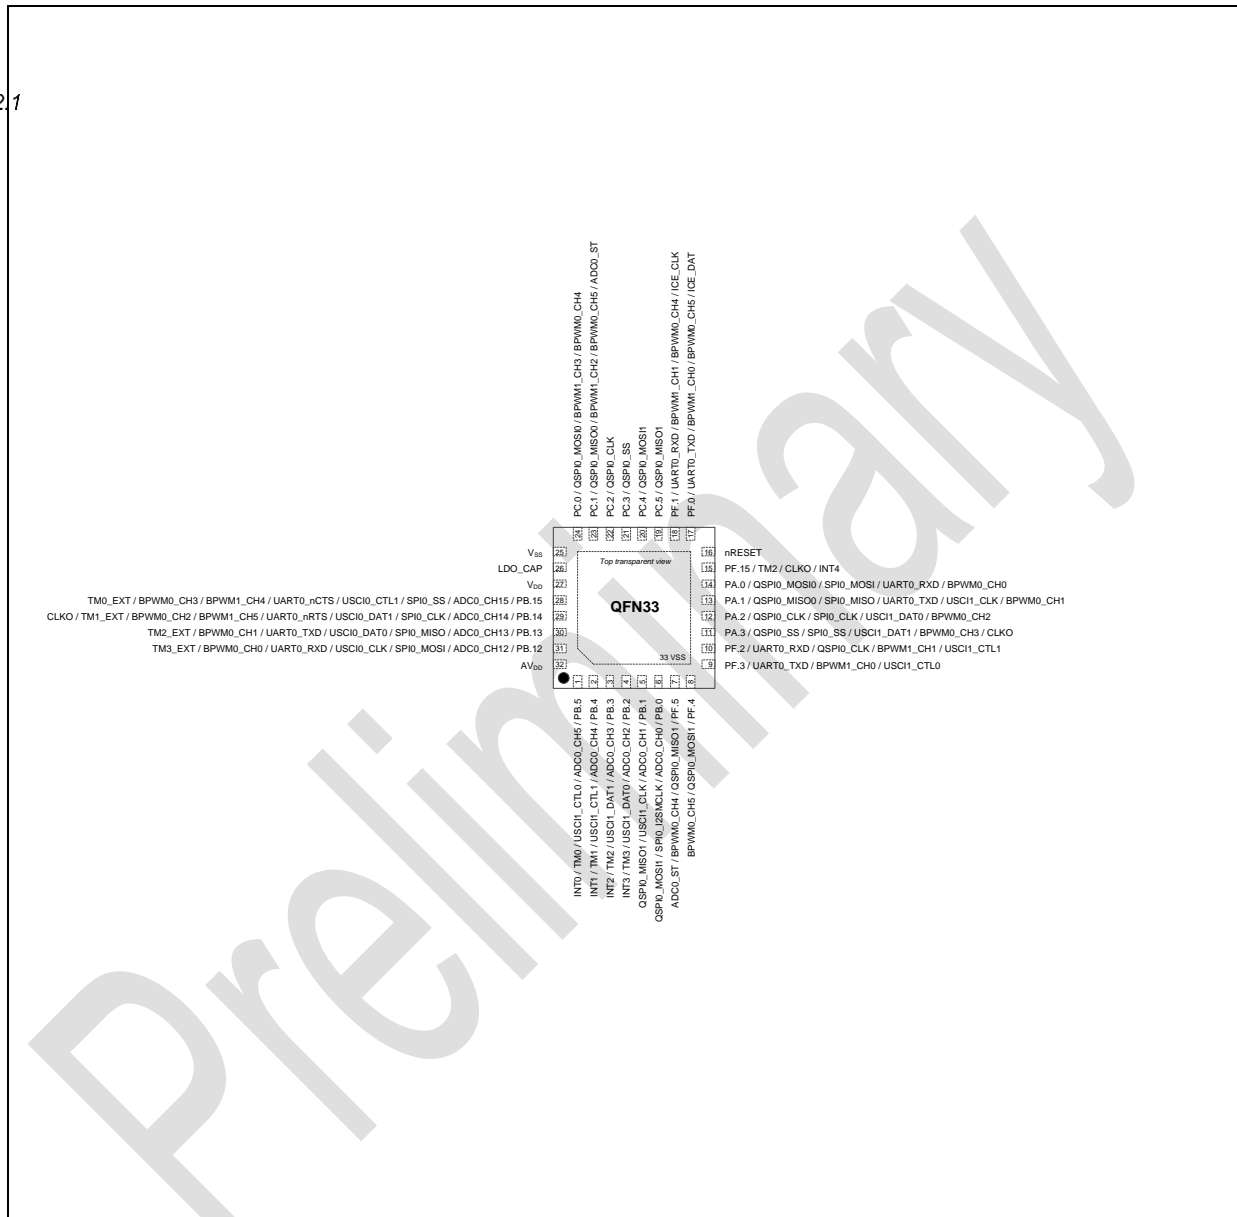 2.1
PC.0 / QSPI0_MOSI0 / BPWM1_CH3 / BPWM0_CH4
PC.1 / QSPI0_MISO0 / BPWM1_CH2 / BPWM0_CH5 / ADC0_ST
PC.2 / QSPI0_CLK
PC.3 / QSPI0_SS
PC.4 / QSPI0_MOSI1
PC.5 / QSPI0_MISO1
PF.1 / UART0_RXD / BPWM1_CH1 / BPWM0_CH4 / ICE_CLK
PF.0 / UART0_TXD / BPWM1_CH0 / BPWM0_CH5 / ICE_DAT
24 23 22 21 20 19 18 17
VSS 25
LDO_CAP 26
VDD 27
TM0_EXT / BPWM0_CH3 / BPWM1_CH4 / UART0_nCTS / USCI0_CTL1 / SPI0_SS / ADC0_CH15 / PB.15 28
CLKO / TM1_EXT / BPWM0_CH2 / BPWM1_CH5 / UART0_nRTS / USCI0_DAT1 / SPI0_CLK / ADC0_CH14 / PB.14 29
TM2_EXT / BPWM0_CH1 / UART0_TXD / USCI0_DAT0 / SPI0_MISO / ADC0_CH13 / PB.13 30
TM3_EXT / BPWM0_CH0 / UART0_RXD / USCI0_CLK / SPI0_MOSI / ADC0_CH12 / PB.12 31
AVDD 32
Top transparent view
QFN33
33 VSS
16 nRESET
15 PF.15 / TM2 / CLKO / INT4
14 PA.0 / QSPI0_MOSI0 / SPI0_MOSI / UART0_RXD / BPWM0_CH0
13 PA.1 / QSPI0_MISO0 / SPI0_MISO / UART0_TXD / USCI1_CLK / BPWM0_CH1
12 PA.2 / QSPI0_CLK / SPI0_CLK / USCI1_DAT0 / BPWM0_CH2
11 PA.3 / QSPI0_SS / SPI0_SS / USCI1_DAT1 / BPWM0_CH3 / CLKO
10 PF.2 / UART0_RXD / QSPI0_CLK / BPWM1_CH1 / USCI1_CTL1
9 PF.3 / UART0_TXD / BPWM1_CH0 / USCI1_CTL0
1 2 3 4 5 6 7 8
INT0 / TM0 / USCI1_CTL0 / ADC0_CH5 / PB.5
INT1 / TM1 / USCI1_CTL1 / ADC0_CH4 / PB.4
INT2 / TM2 / USCI1_DAT1 / ADC0_CH3 / PB.3
INT3 / TM3 / USCI1_DAT0 / ADC0_CH2 / PB.2
QSPI0_MISO1 / USCI1_CLK / ADC0_CH1 / PB.1
QSPI0_MOSI1 / SPI0_I2SMCLK / ADC0_CH0 / PB.0
ADC0_ST / BPWM0_CH4 / QSPI0_MISO1 / PF.5
BPWM0_CH5 / QSPI0_MOSI1 / PF.4
Preliminary